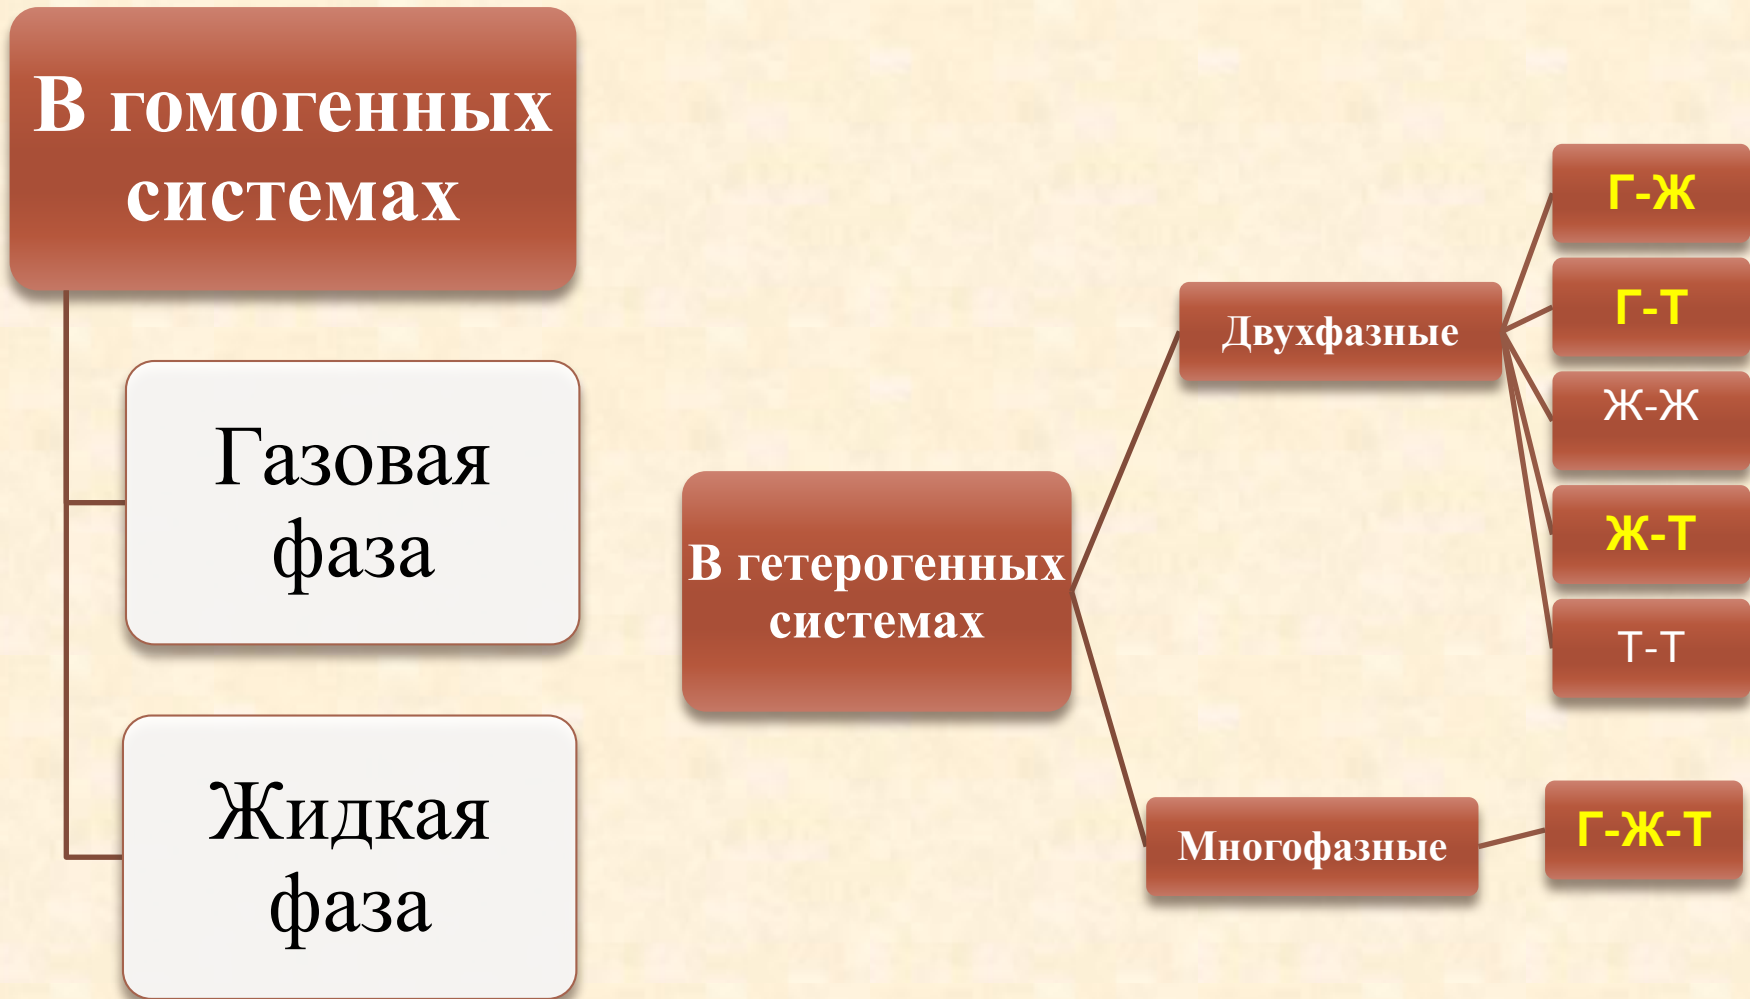 В гомогенных
системах
Газовая
фаза
Жидкая
фаза
В гетерогенных
системах
Двухфазные
Г-Ж
Г-Т
Ж-Ж
Ж-Т
Т-Т
Многофазные
Г-Ж-Т